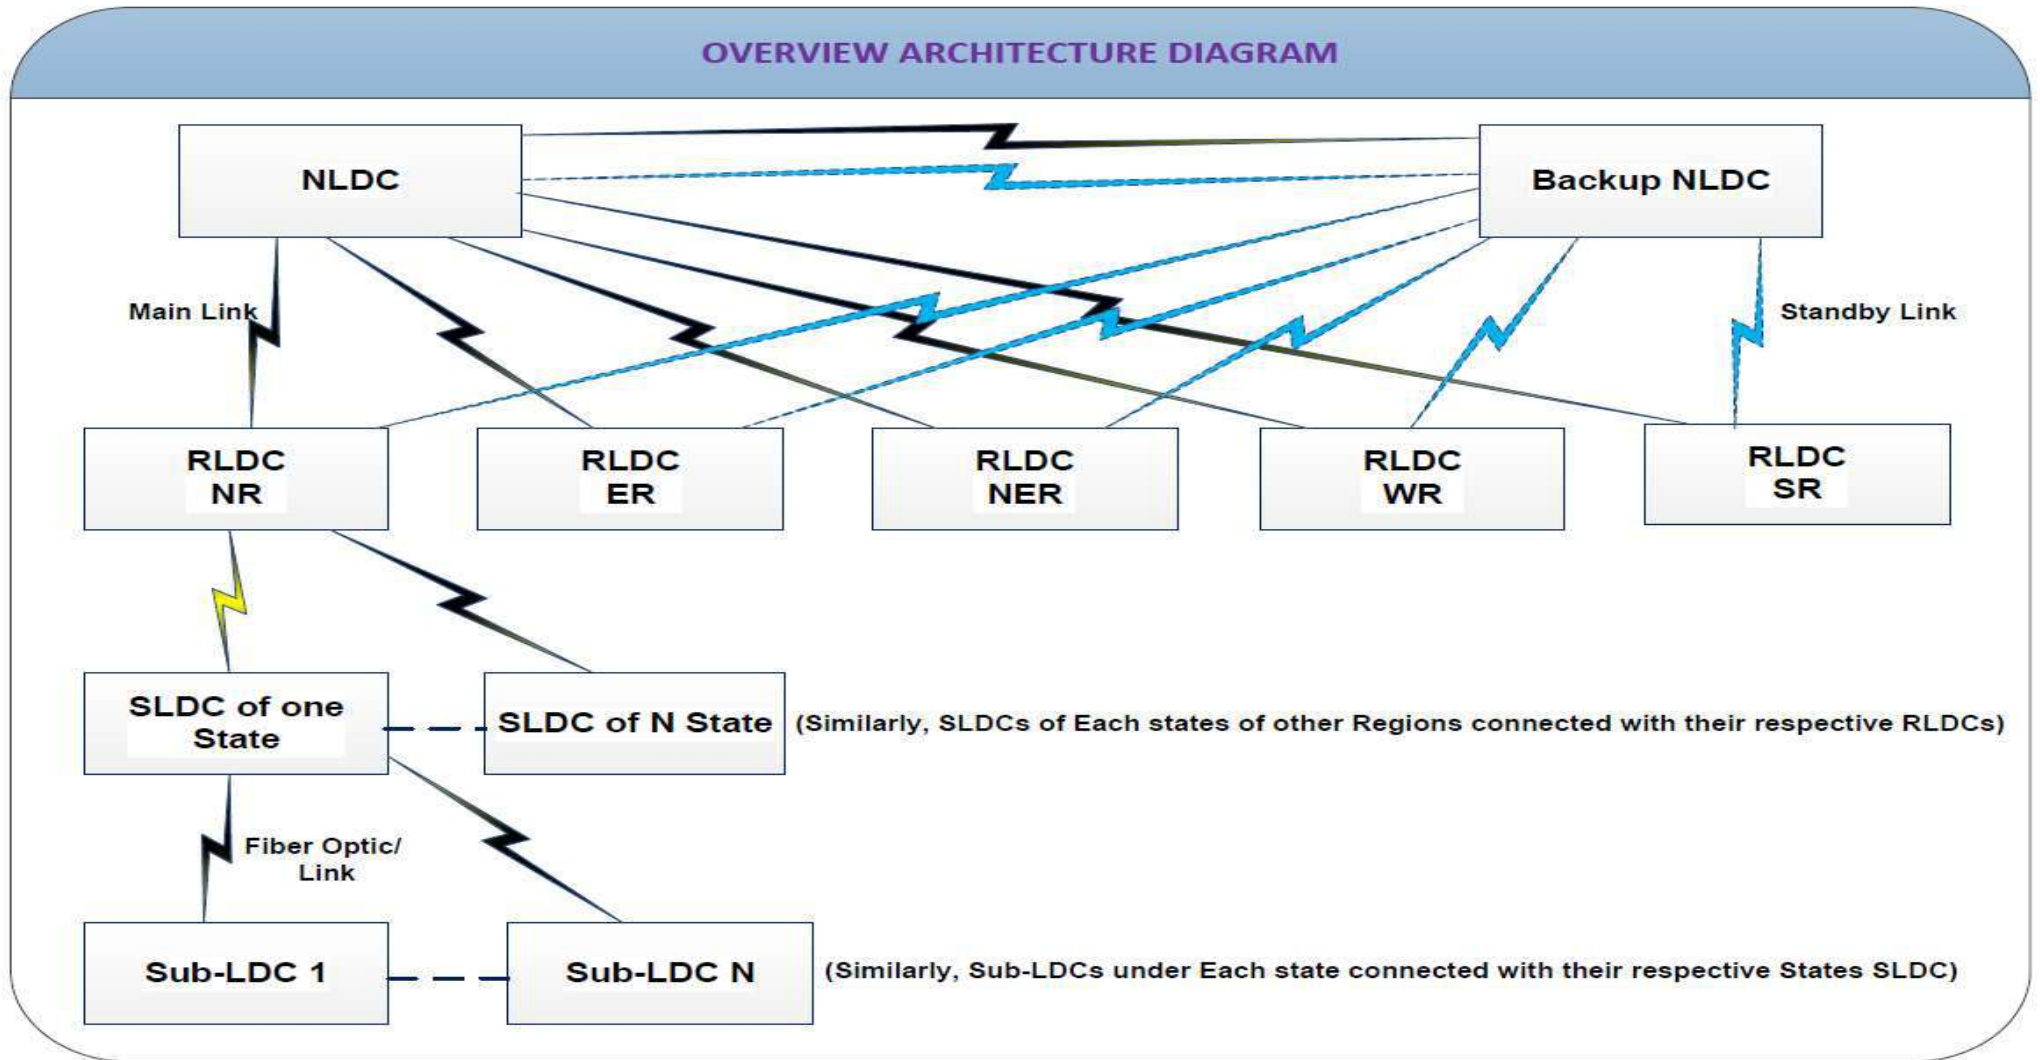 OVERVIEW ARCHITECTURE DIAGRAM
NLDC
Backup NLDC
Main Link
Standby Link
RLDC
NR
RLDC
ER
RLDC
NER
RLDC
WR
RLDC
SR
SLDC of one
State
SLDC of N State
(Similarly, SLDCs of Each states of other Regions connected with their respective RLDCs)
Fiber Optic/
Link
Sub-LDC 1
Sub-LDC N
(Similarly, Sub-LDCs under Each state connected with their respective States SLDC)